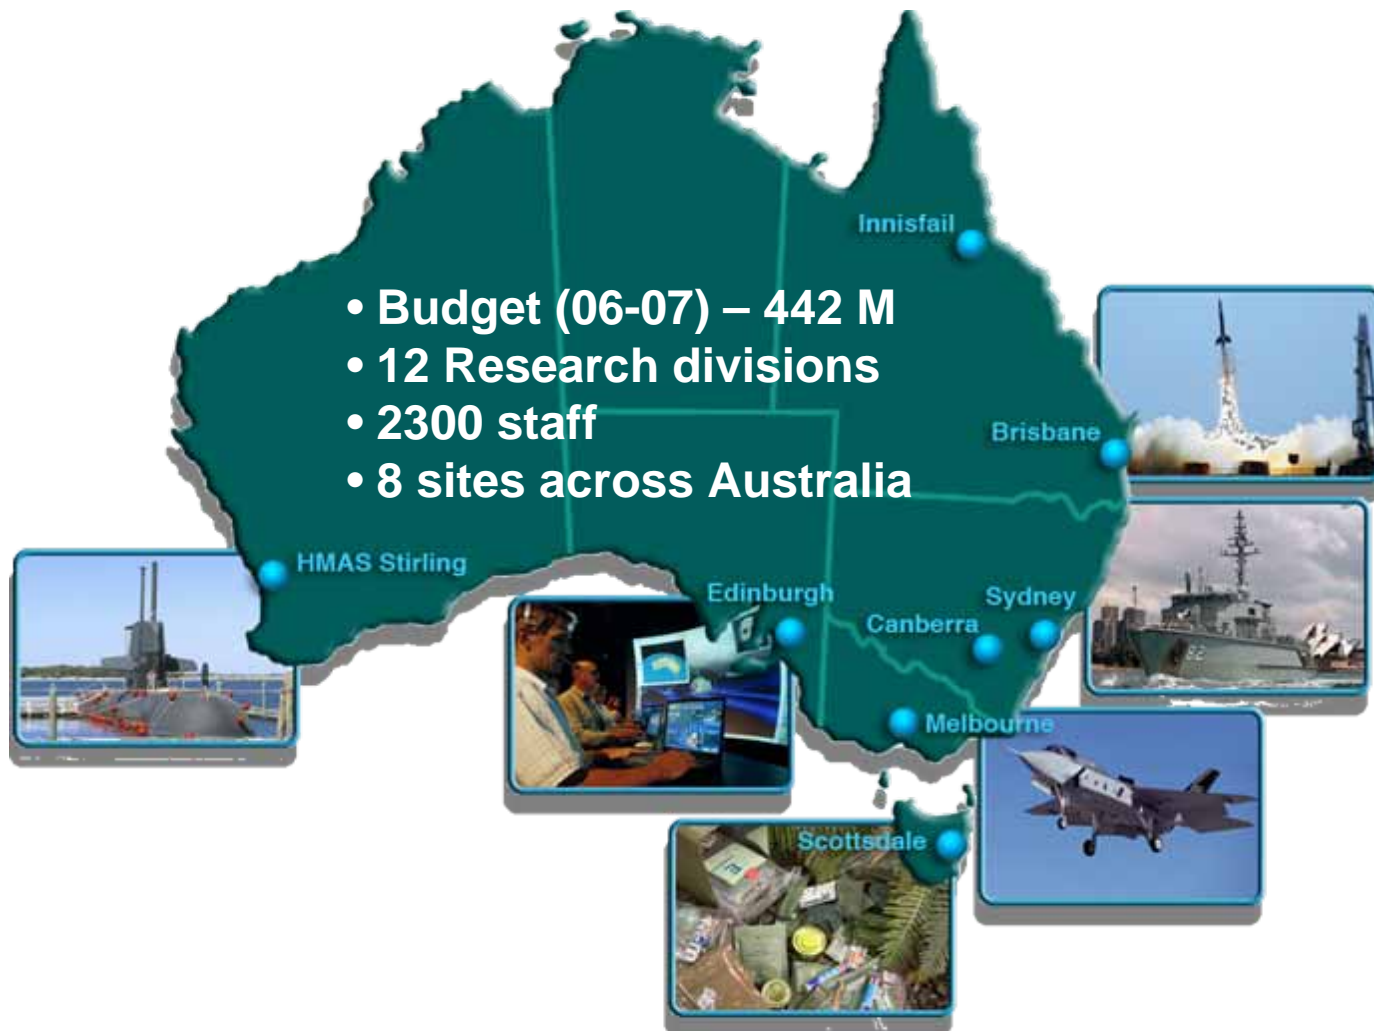 Innisfail
• Budget (06-07) – 442 M
• 12 Research divisions
• 2300 staff
Brisbane
• 8 sites across Australia
HMAS Stirling
Edinburgh
Sydney
Canberra
Melbourne
Scottsdale
82